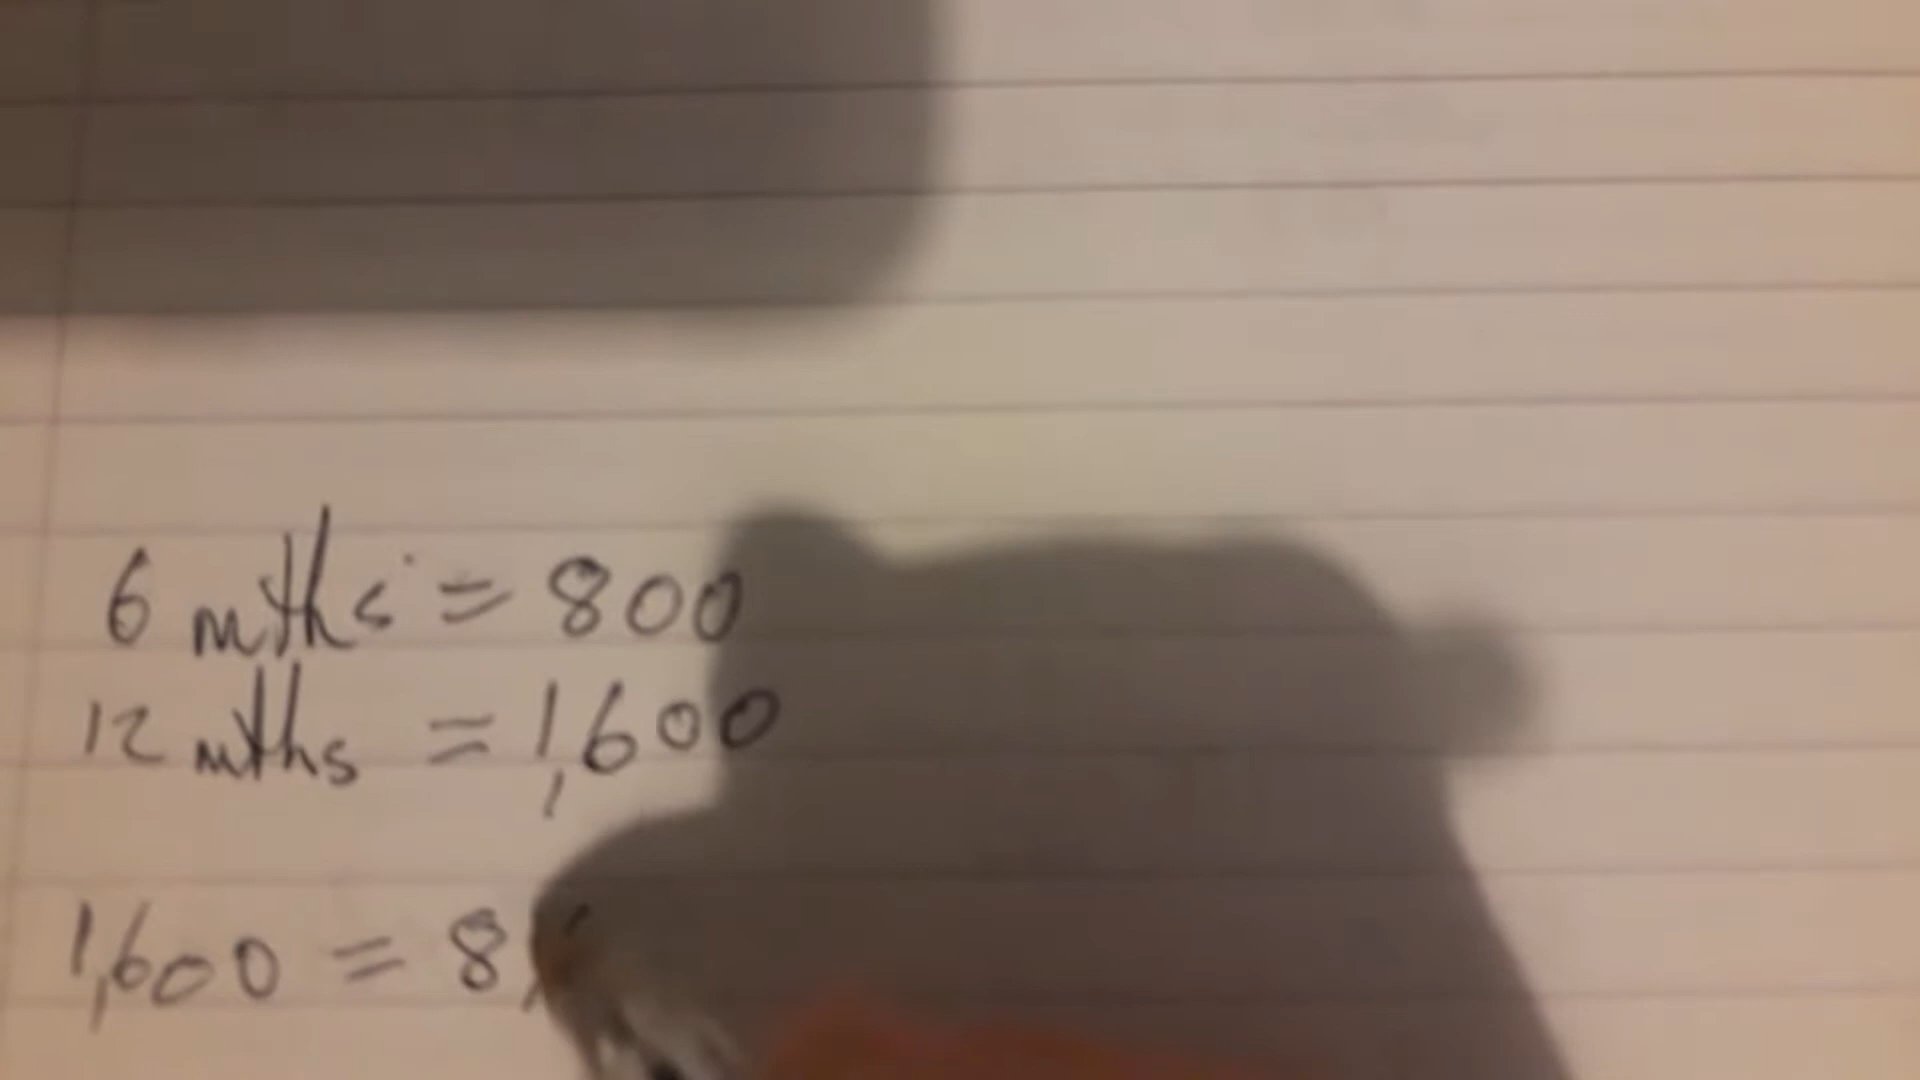 6 mths = 800
12 mths = 1,600
1,600 = 8,